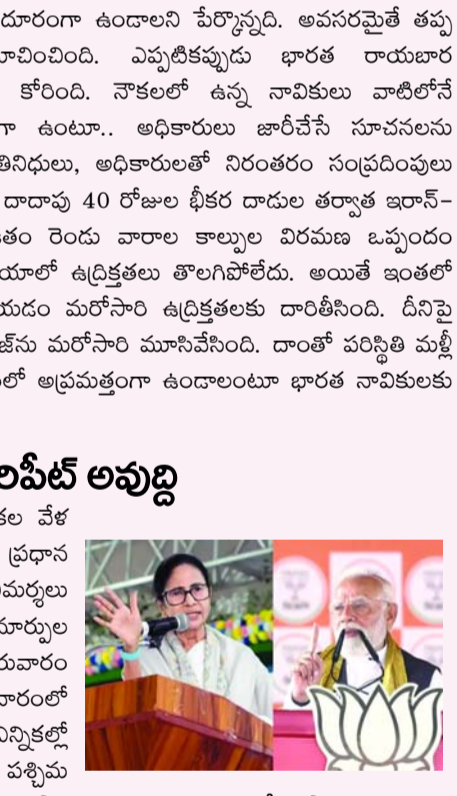 దూరంగా ఉండాలని పేర్కొన్నది. అవసరమైతే తప్ప
చించింది. ఎప్పటికప్పుడు భారత రాయబార
కోరింది. నౌకలలో ఉన్న నావికులు వాటిలోనే
గా ఉంటూ.. అధికారులు జారీచేసే సూచనలను
తినిధులు, అధికారులతో నిరంతరం సంప్రదింపులు
దాదాపు 40 రోజుల భీకర దాడుల తర్వాత ఇరాన్-
తం రెండు వారాల కాల్పుల విరమణ ఒప్పందం
యాలో ఉద్రిక్తతలు తొలగిపోలేదు. అయితే ఇంతలో
యడం మరోసారి ఉద్రిక్తతలకు దారితీసింది. దీనిపై
జ్‌ను మరోసారి మూసివేసింది. దాంతో పరిస్థితి మళ్లీ
లో అప్రమత్తంగా ఉండాలంటూ భారత నావికులకు
రిపీట్ అవుద్ది
కల వేళ
ప్రధాన
మర్శలు
మార్పుల
రువారం
చారంలో
న్నికల్లో
పశ్చిమ